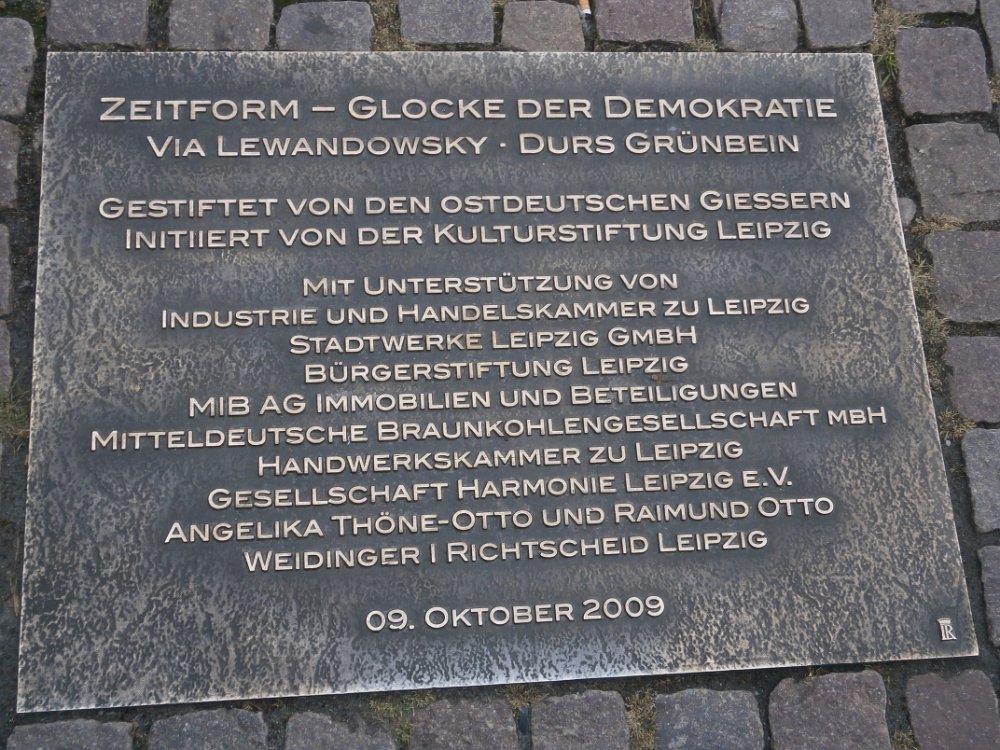 ZEITFORM – GLOCKE DER DEMOKRATIE
VIA LEWANDOWSKY · DURS GRÜNBEIN
GESTIFTET VON DEN OSTDEUTSCHEN GIESSERN
INITIIERT VON DER KULTURSTIFTUNG LEIPZIG
MIT UNTERSTÜTZUNG VON
INDUSTRIE UND HANDELSKAMMER ZU LEIPZIG
STADTWERKE LEIPZIG GMBH
BÜRGERSTIFTUNG LEIPZIG
MIB AG IMMOBILIEN UND BETEILIGUNGEN
MITTELDEUTSCHE BRAUNKOHLENGESELLSCHAFT MBH
HANDWERKSKAMMER ZU LEIPZIG
GESELLSCHAFT HARMONIE LEIPZIG E.V.
ANGELIKA THÖNE-OTTO UND RAIMUND OTTO
WEIDINGER | RICHTSCHEID LEIPZIG
09. OKTOBER 2009